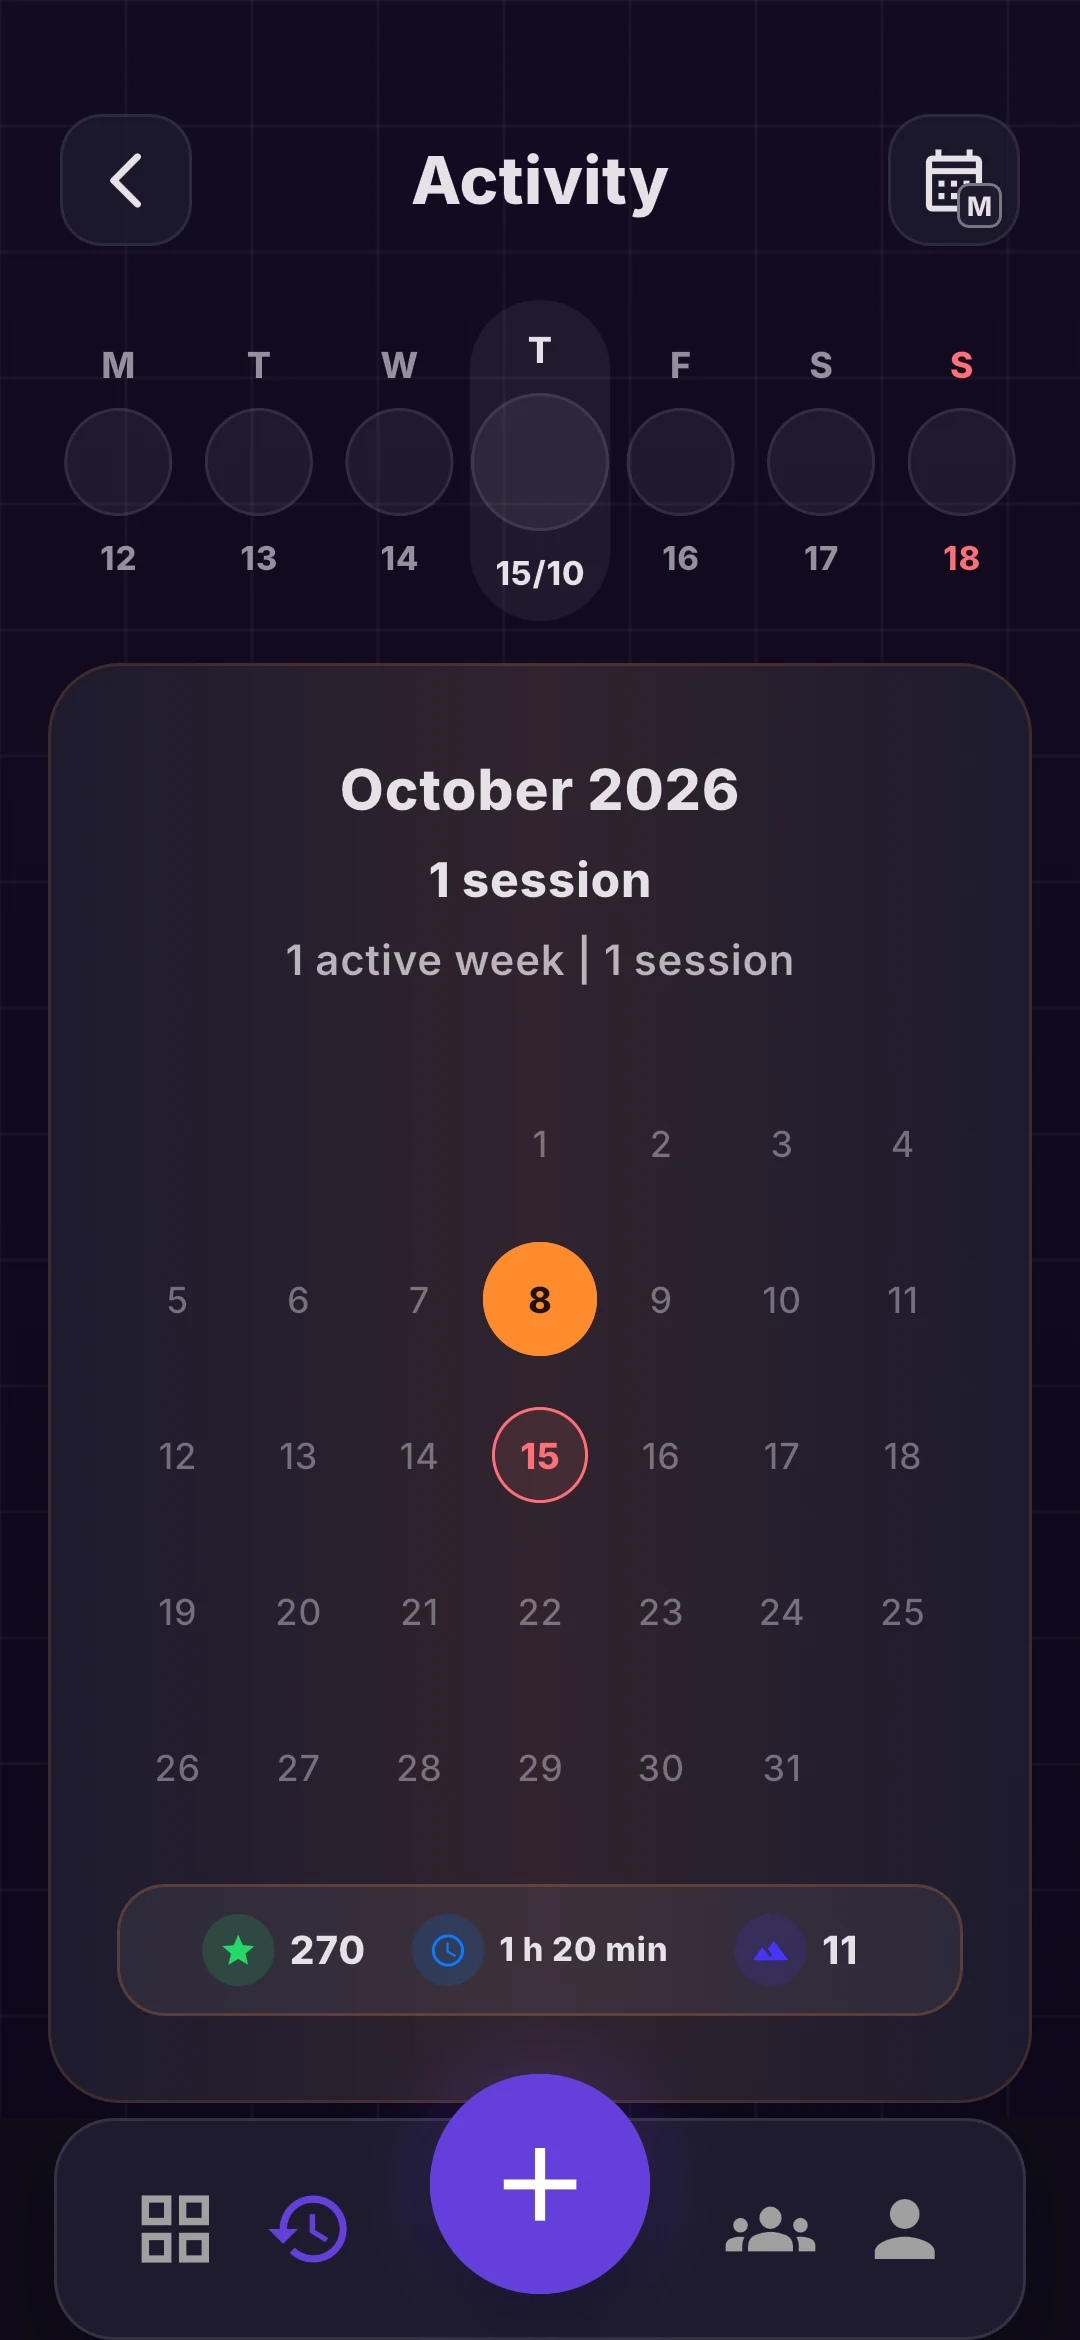 Activity
M
M T W T F S S
12 13 14 15/10 16 17 18
October 2026
1 session
1 active week | 1 session
1 2 3 4
5 6 7 8 9 10 11
12 13 14 15 16 17 18
19 20 21 22 23 24 25
26 27 28 29 30 31
270 1 h 20 min 11